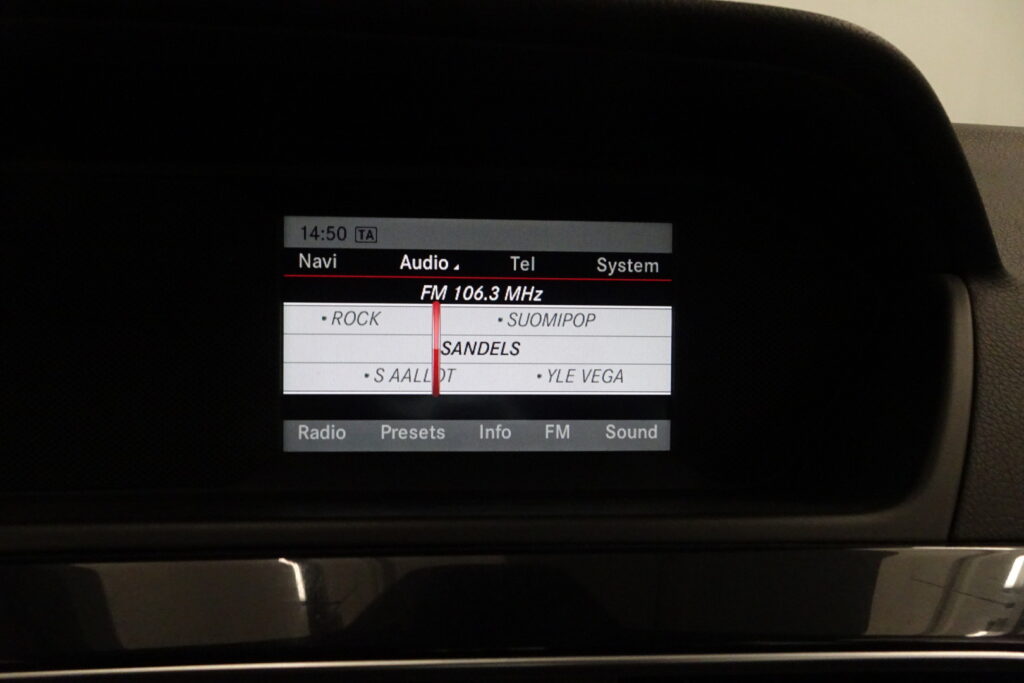 14:50 TA
Navi Audio Tel System
FM 106.3 MHz
• ROCK • SUOMIPOP
SANDELS
• S AALLOT • YLE VEGA
Radio Presets Info FM Sound